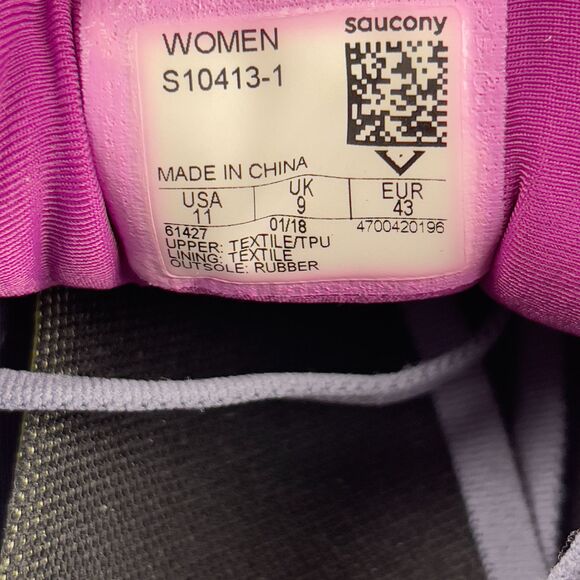 saucony
WOMEN
S10413-1
MADE IN CHINA
USA UK EUR
11 9 43
61427 01/18 4700420196
UPPER: TEXTILE/TPU
LINING: TEXTILE
OUTSOLE: RUBBER